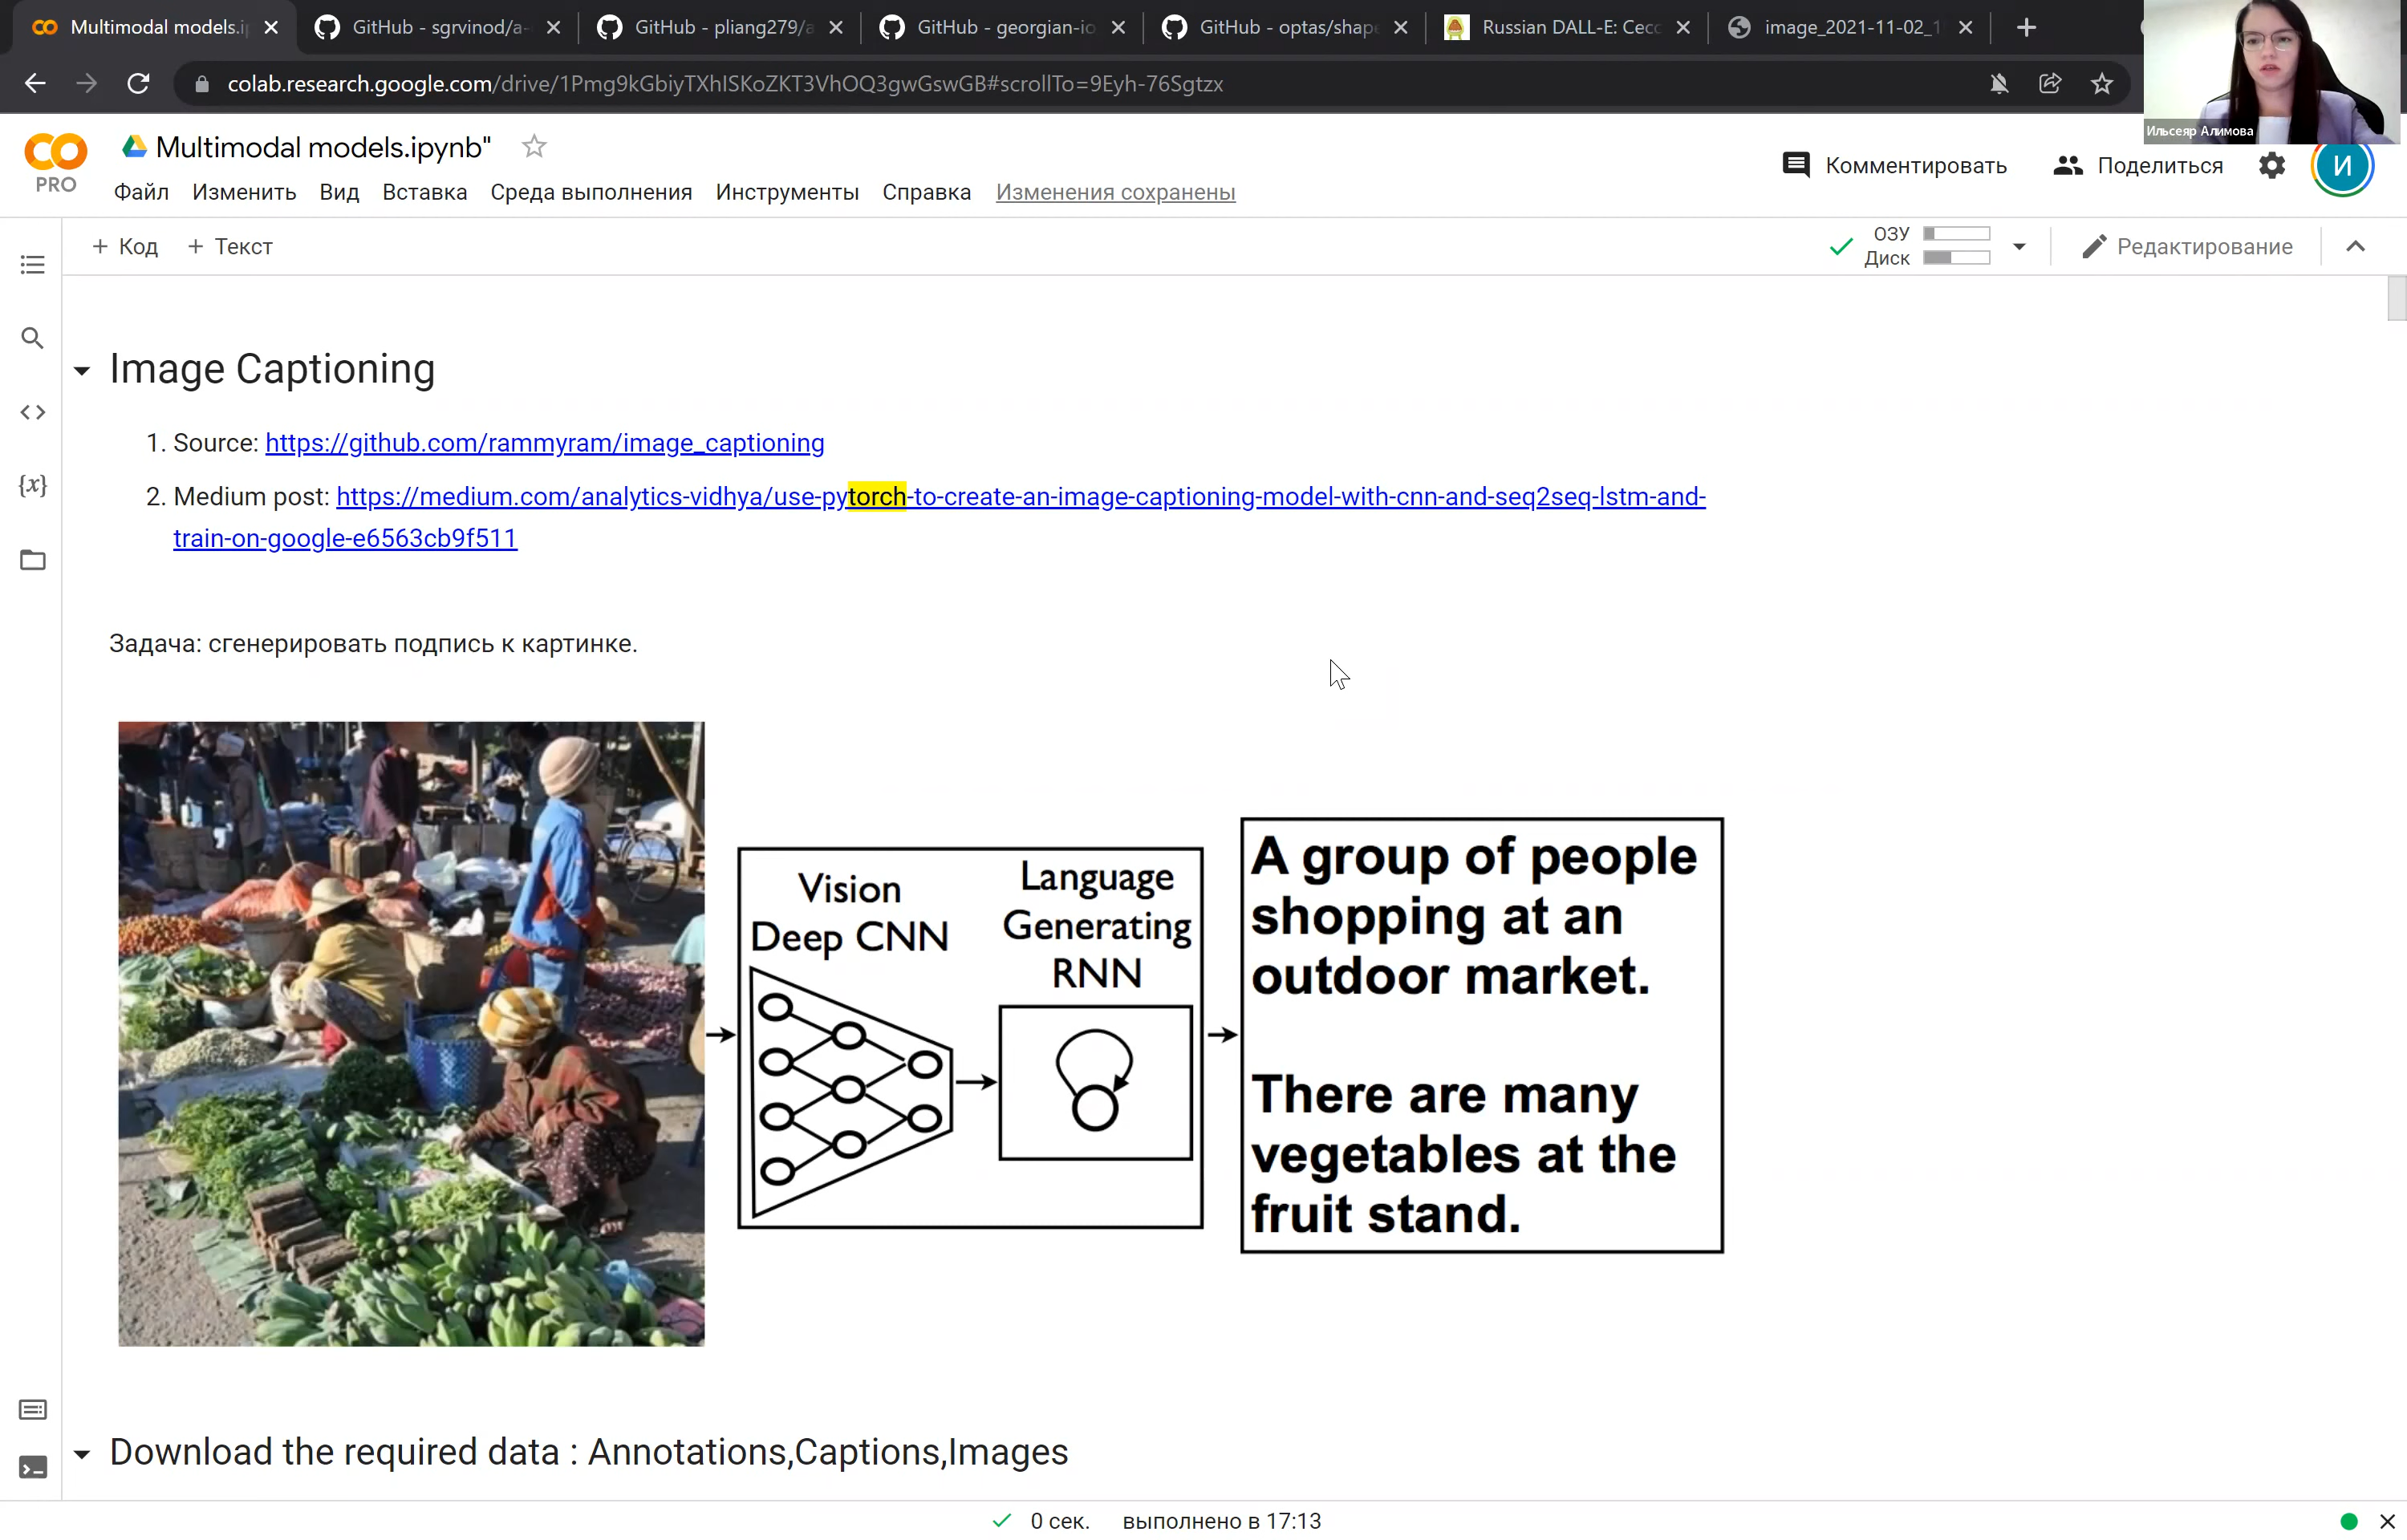 Multimodal models.i
GitHub - sgrvinod/a-
GitHub - pliang279/a
GitHub - georgian-io
GitHub - optas/shape
Russian DALL-E: Сесс
image_2021-11-02_1
colab.research.google.com/drive/1Pmg9kGbiyTXhISKoZKT3VhOQ3gwGswGB#scrollTo=9Eyh-76Sgtzx
Ильсеяр Алимова
PRO
Multimodal models.ipynb"
Файл Изменить Вид Вставка Среда выполнения Инструменты Справка Изменения сохранены
Комментировать
Поделиться
И
+ Код + Текст
ОЗУ
Диск
Редактирование
Image Captioning
1. Source: https://github.com/rammyram/image_captioning
2. Medium post: https://medium.com/analytics-vidhya/use-pytorch-to-create-an-image-captioning-model-with-cnn-and-seq2seq-lstm-and-
train-on-google-e6563cb9f511
Задача: сгенерировать подпись к картинке.
Vision
Deep CNN
Language
Generating
RNN
A group of people
shopping at an
outdoor market.
There are many
vegetables at the
fruit stand.
Download the required data : Annotations,Captions,Images
0 сек. выполнено в 17:13